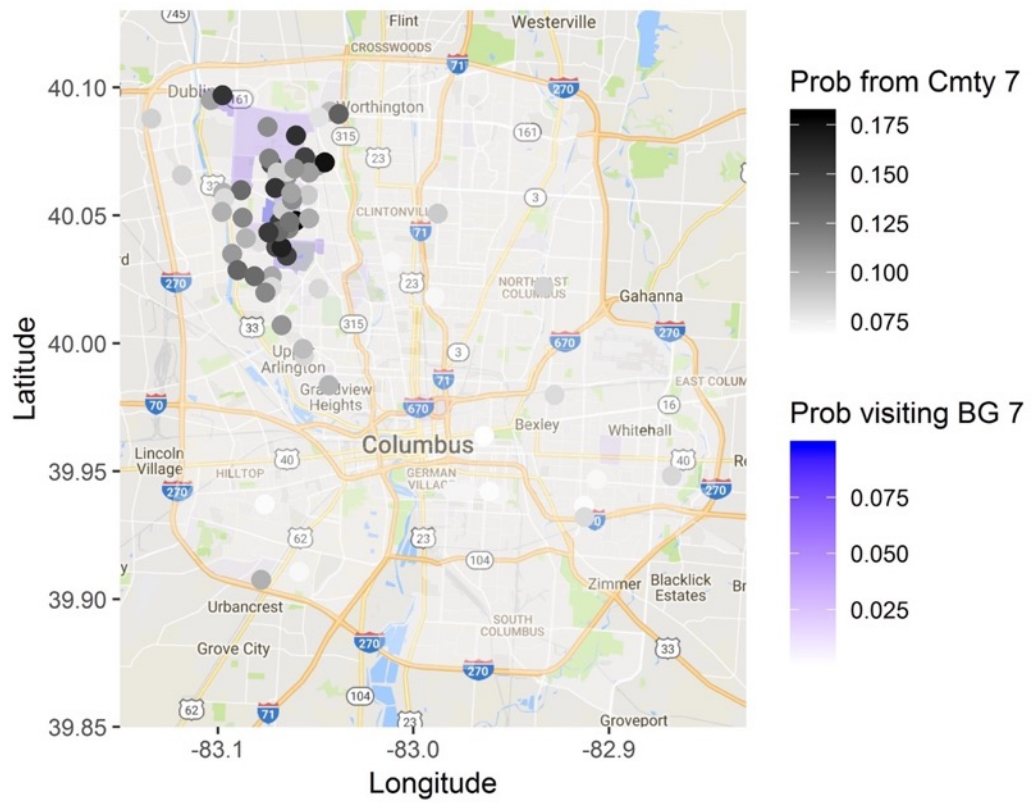 745
Flint
Westerville
CROSSWOODS
71
270
Prob from Cmty 7
40.10
Dublin
161
Worthington
315
161
0.175
23
0.150
33
3
0.125
40.05
CLINTONVILL
71
0.100
d
270
23
NORTHEAST
COLUMBUS
Gahanna
0.075
33
315
670
270
40.00
Upper
Arlington
3
Latitude
Grandview
Heights
71
EAST COLUM
70
670
16
Prob visiting BG 7
Bexley
Whitehall
Columbus
39.95
Lincoln
Village
HILLTOP
40
GERMAN
VILLAGE
40
Re
270
270
0.075
62
23
104
0.050
y
Zimmer
Blacklick
Estates
Br
39.90
Urbancrest
0.025
SOUTH
COLUMBUS
Grove City
270
33
270
62
71
104
23
Groveport
39.85
-83.1
-83.0
-82.9
Longitude